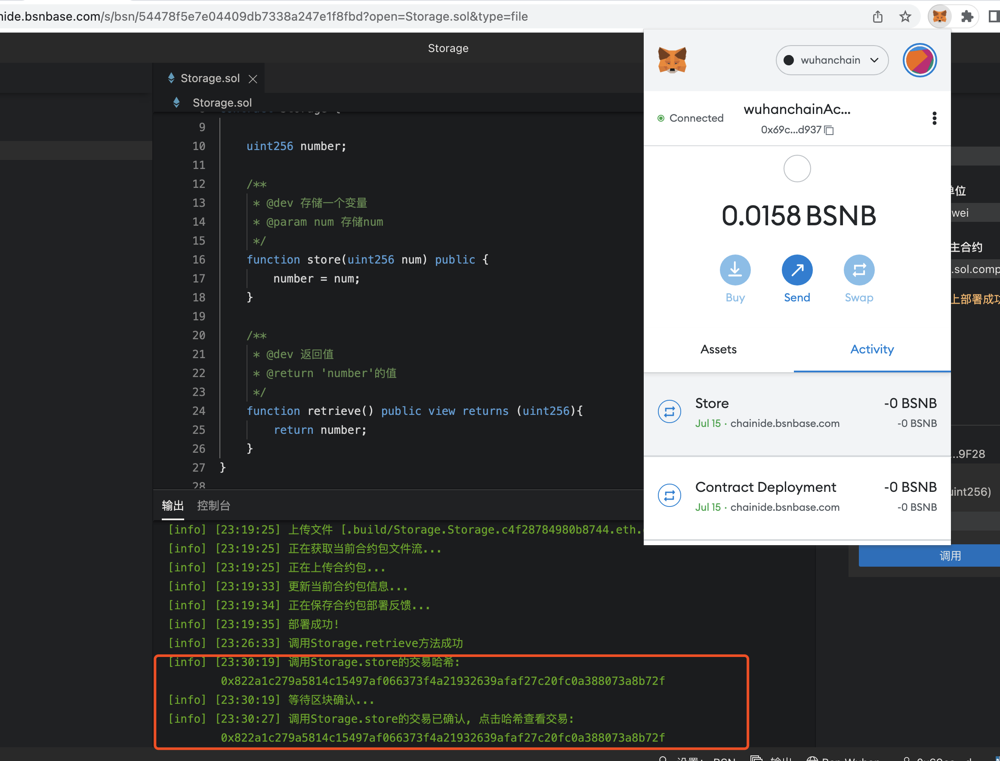 nide.bsnbase.com/s/bsn/54478f5e7e04409db7338a247e1f8fbd?open=Storage.sol&type=file
Storage
Storage.sol
Storage.sol
9
10 uint256 number;
11
12 /**
13 * @dev 存储一个变量
14 * @param num 存储num
15 */
16 function store(uint256 num) public {
17 number = num;
18 }
19
20 /**
21 * @dev 返回值
22 * @return 'number'的值
23 */
24 function retrieve() public view returns (uint256){
25 return number;
26 }
27 }
28
输出 控制台
[info] [23:19:25] 上传文件 [.build/Storage.Storage.c4f28784980b8744.eth.
[info] [23:19:25] 正在获取当前合约包文件流...
[info] [23:19:25] 正在上传合约包...
[info] [23:19:33] 更新当前合约包信息...
[info] [23:19:34] 正在保存合约包部署反馈...
[info] [23:19:35] 部署成功!
[info] [23:26:33] 调用Storage.retrieve方法成功
[info] [23:30:19] 调用Storage.store的交易哈希:
0x822a1c279a5814c15497af066373f4a21932639afaf27c20fc0a388073a8b72f
[info] [23:30:19] 等待区块确认...
[info] [23:30:27] 调用Storage.store的交易已确认, 点击哈希查看交易:
0x822a1c279a5814c15497af066373f4a21932639afaf27c20fc0a388073a8b72f
wuhanchain
Connected
wuhanchainAc...
0x69c...d937
0.0158 BSNB
Buy Send Swap
Assets Activity
Store -0 BSNB
Jul 15 · chainide.bsnbase.com -0 BSNB
Contract Deployment -0 BSNB
Jul 15 · chainide.bsnbase.com -0 BSNB
单位
wei
主合约
.sol.comp
上部署成功
...9F28
uint256)
调用